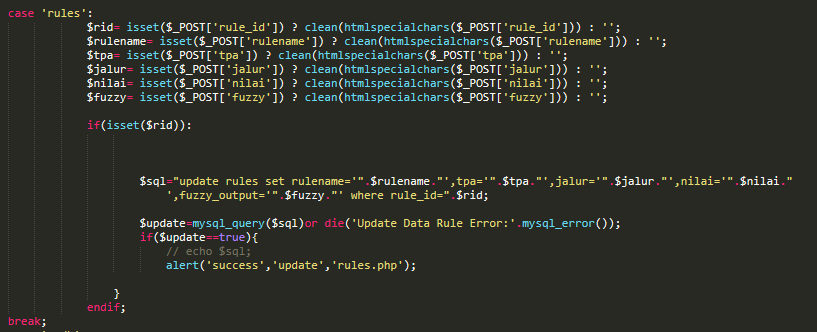 case 'rules':
$rid= isset($_POST['rule_id']) ? clean(htmlspecialchars($_POST['rule_id'])) : '';
$rulename= isset($_POST['rulename']) ? clean(htmlspecialchars($_POST['rulename'])) : '';
$tpa= isset($_POST['tpa']) ? clean(htmlspecialchars($_POST['tpa'])) : '';
$jalur= isset($_POST['jalur']) ? clean(htmlspecialchars($_POST['jalur'])) : '';
$nilai= isset($_POST['nilai']) ? clean(htmlspecialchars($_POST['nilai'])) : '';
$fuzzy= isset($_POST['fuzzy']) ? clean(htmlspecialchars($_POST['fuzzy'])) : '';
if(isset($rid)):
$sql="update rules set rulename='".$rulename."',tpa='".$tpa."',jalur='".$jalur."',nilai='".$nilai."
',fuzzy_output='".$fuzzy."' where rule_id=".$rid;
$update=mysql_query($sql)or die('Update Data Rule Error:'.mysql_error());
if($update==true){
// echo $sql;
alert('success','update','rules.php');
}
endif;
break;